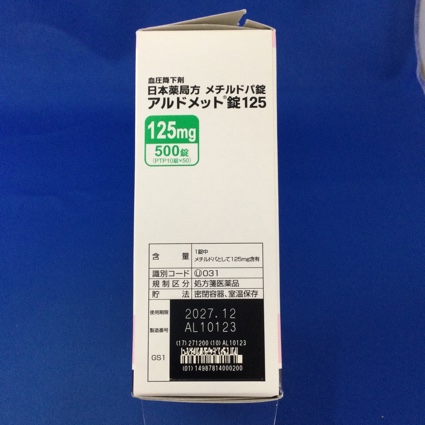 血圧降下剤
日本薬局方 メチルドパ錠
アルドメット®錠125
125mg
500錠
(PTP10錠×50)
含量 1錠中 メチルドパとして125mg含有
識別コード Ⓤ031
規制区分 処方箋医薬品
貯法 密閉容器、室温保存
使用期限 2027.12
製造番号 AL10123
(17) 271200 (10) AL10123
GS1
(01) 14987814000200